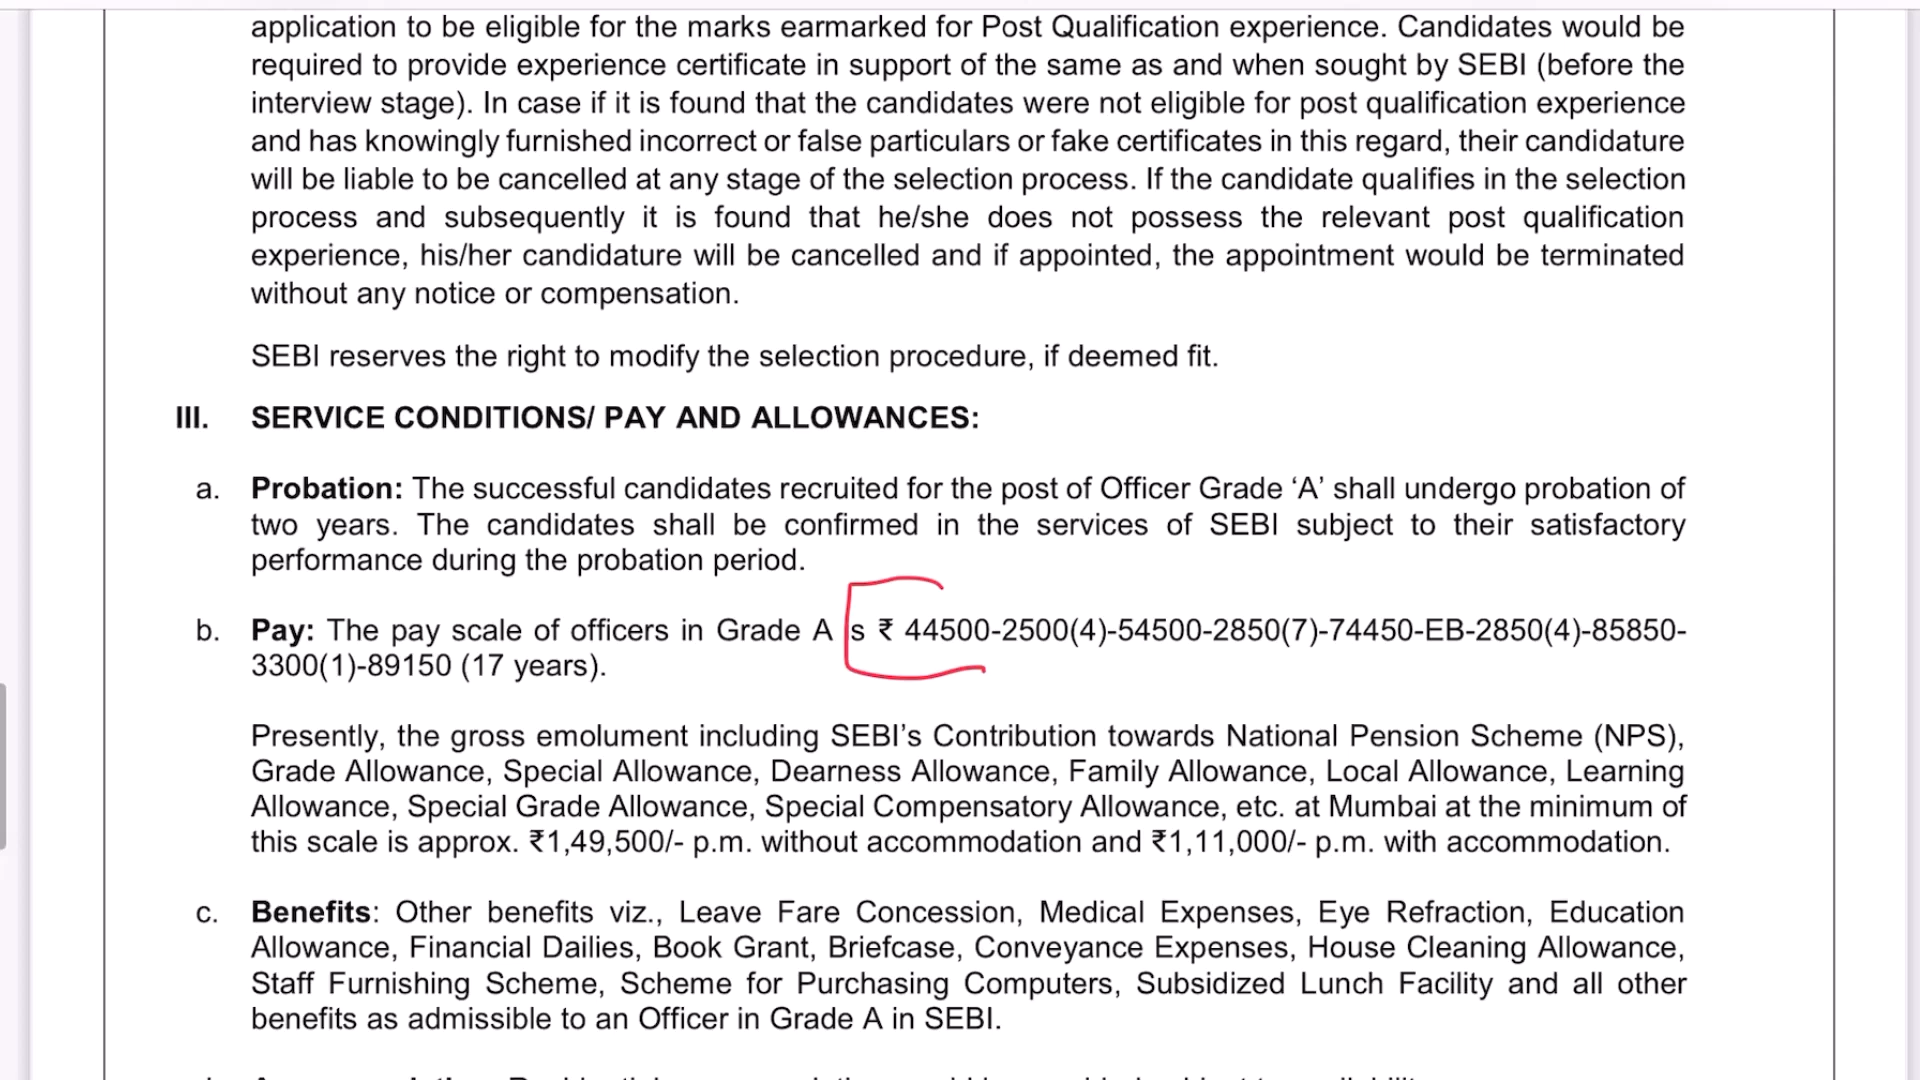 application to be eligible for the marks earmarked for Post Qualification experience. Candidates would be
required to provide experience certificate in support of the same as and when sought by SEBI (before the
interview stage). In case if it is found that the candidates were not eligible for post qualification experience
and has knowingly furnished incorrect or false particulars or fake certificates in this regard, their candidature
will be liable to be cancelled at any stage of the selection process. If the candidate qualifies in the selection
process and subsequently it is found that he/she does not possess the relevant post qualification
experience, his/her candidature will be cancelled and if appointed, the appointment would be terminated
without any notice or compensation.
SEBI reserves the right to modify the selection procedure, if deemed fit.
III. SERVICE CONDITIONS/ PAY AND ALLOWANCES:
a. Probation: The successful candidates recruited for the post of Officer Grade ‘A’ shall undergo probation of
two years. The candidates shall be confirmed in the services of SEBI subject to their satisfactory
performance during the probation period.
b. Pay: The pay scale of officers in Grade A is ₹ 44500-2500(4)-54500-2850(7)-74450-EB-2850(4)-85850-
3300(1)-89150 (17 years).
Presently, the gross emolument including SEBI’s Contribution towards National Pension Scheme (NPS),
Grade Allowance, Special Allowance, Dearness Allowance, Family Allowance, Local Allowance, Learning
Allowance, Special Grade Allowance, Special Compensatory Allowance, etc. at Mumbai at the minimum of
this scale is approx. ₹1,49,500/- p.m. without accommodation and ₹1,11,000/- p.m. with accommodation.
c. Benefits: Other benefits viz., Leave Fare Concession, Medical Expenses, Eye Refraction, Education
Allowance, Financial Dailies, Book Grant, Briefcase, Conveyance Expenses, House Cleaning Allowance,
Staff Furnishing Scheme, Scheme for Purchasing Computers, Subsidized Lunch Facility and all other
benefits as admissible to an Officer in Grade A in SEBI.